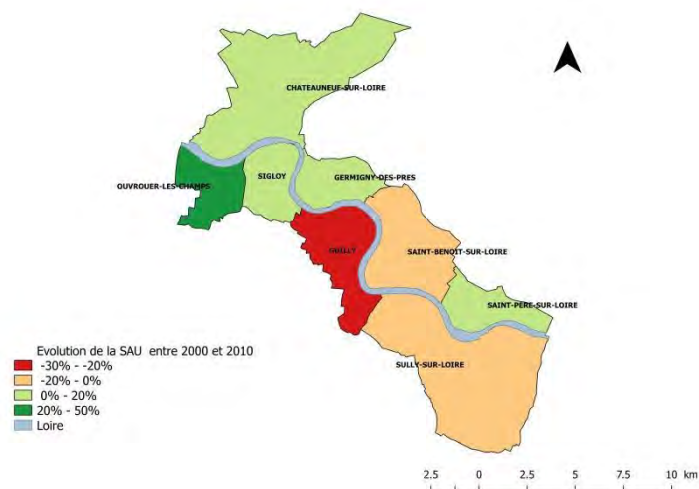 CHATEAUNEUF-SUR-LOIRE
SIGLOY
GERMIGNY-DES-PRES
OUVROUER-LES-CHAMPS
GUILLY
SAINT-BENOIT-SUR-LOIRE
SAINT-PERE-SUR-LOIRE
SULLY-SUR-LOIRE
Evolution de la SAU entre 2000 et 2010
-30% - -20%
-20% - 0%
0% - 20%
20% - 50%
Loire
2.5 0 2.5 5 7.5 10 km